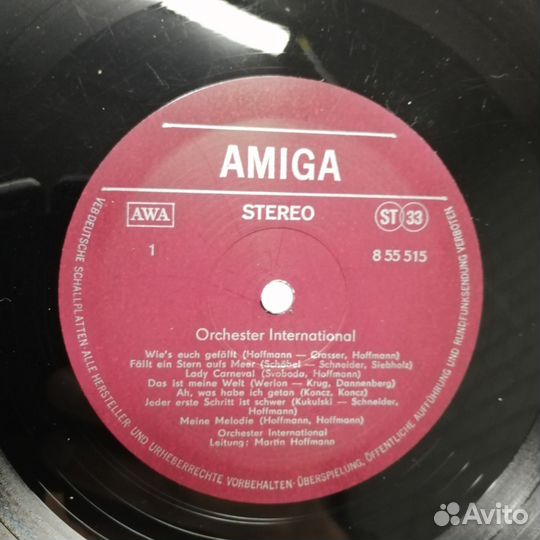 AMIGA
AWA
STEREO
ST 33
1
8 55 515
Orchester International
Wie's euch gefällt (Hoffmann — Crasser, Hoffmann)
Fällt ein Stern aufs Meer (Schöbel — Schneider, Siebholz)
Lady Carneval (Svoboda, Hoffmann)
Das ist meine Welt (Werion — Krug, Dannenberg)
Ah, was habe ich getan (Koncz, Koncz)
Jeder erste Schritt ist schwer (Kukulski — Schneider,
Hoffmann)
Meine Melodie (Hoffmann, Hoffmann)
Orchester International
Leitung: Martin Hoffmann
VEB DEUTSCHE SCHALLPLATTEN · ALLE HERSTELLER- UND URHEBERRECHTE VORBEHALTEN · ÜBERSPIELUNG, ÖFFENTLICHE AUFFÜHRUNG UND RUNDFUNKSENDUNG VERBOTEN
Avito